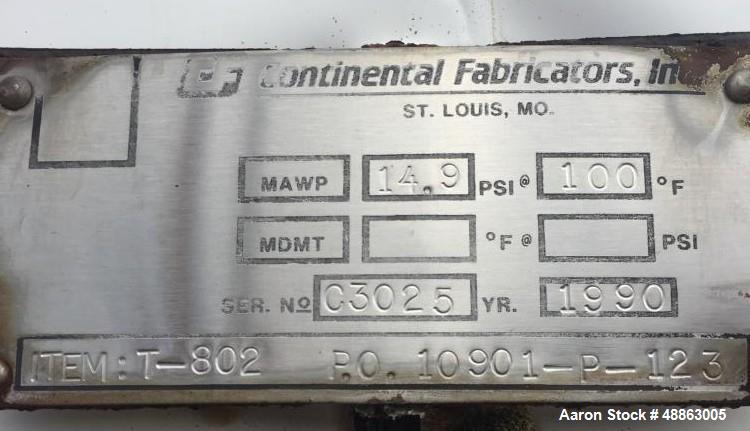 Continental Fabricators, In
ST. LOUIS, MO.
MAWP 14.9 PSI @ 100 °F
MDMT °F @ PSI
SER. Nº C3025 YR. 1990
ITEM: T-802 P.O. 10901-P-123
Aaron Stock # 48863005